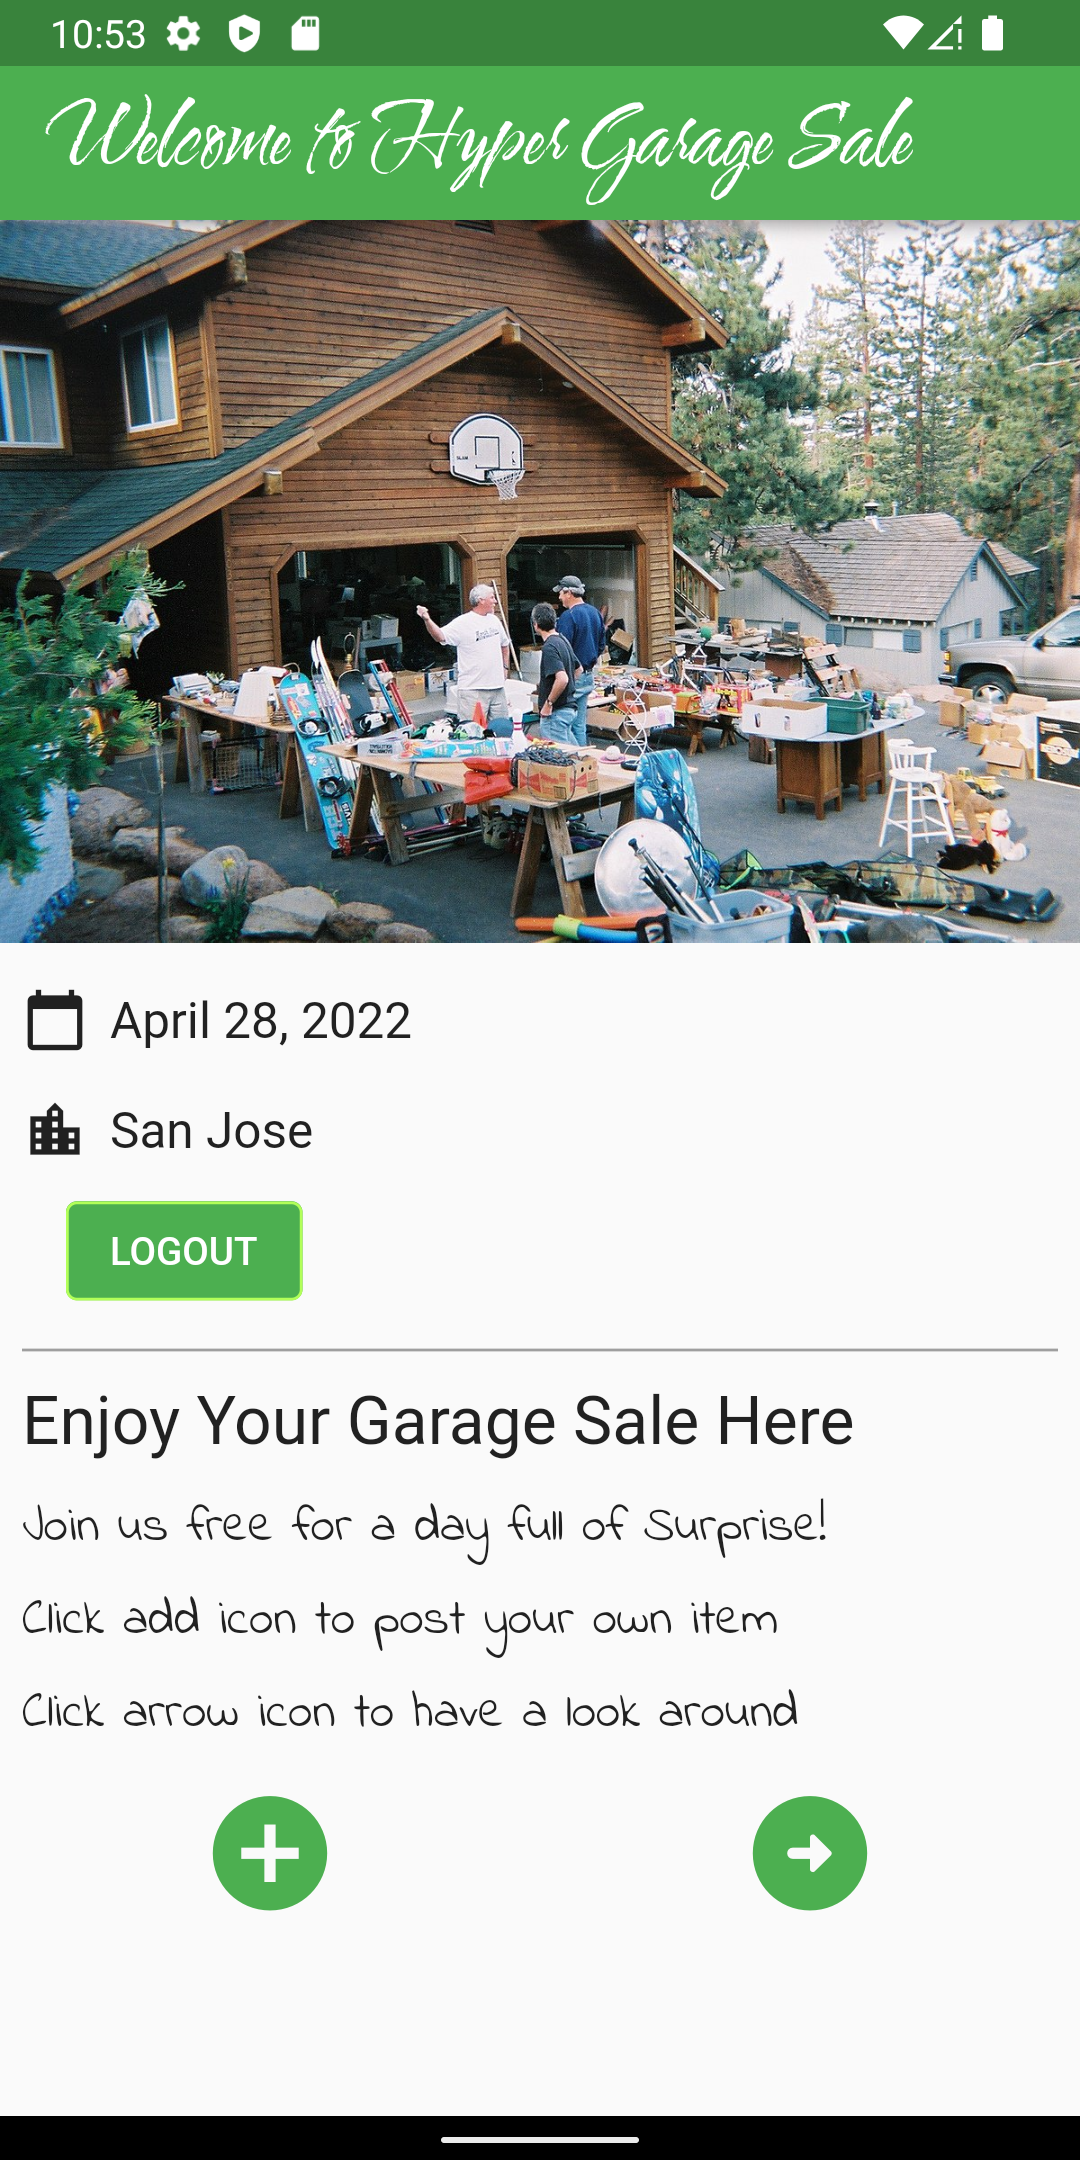 10:53
Welcome to Hyper Garage Sale
April 28, 2022
San Jose
LOGOUT
Enjoy Your Garage Sale Here
Join us free for a day full of Surprise!
Click add icon to post your own item
Click arrow icon to have a look around